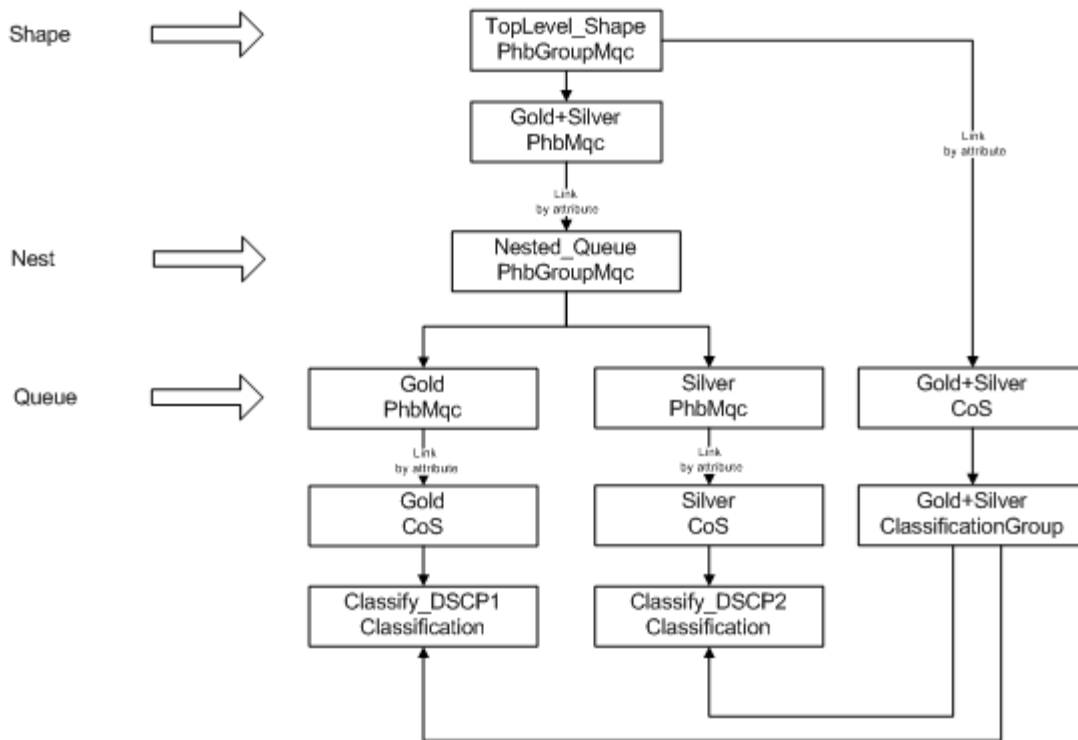 Shape
TopLevel_Shape
PhbGroupMqc
Gold+Silver
PhbMqc
Link
by attribute
Link
by attribute
Nest
Nested_Queue
PhbGroupMqc
Queue
Gold
PhbMqc
Silver
PhbMqc
Gold+Silver
CoS
Link
by attribute
Link
by attribute
Gold
CoS
Silver
CoS
Gold+Silver
ClassificationGroup
Classify_DSCP1
Classification
Classify_DSCP2
Classification